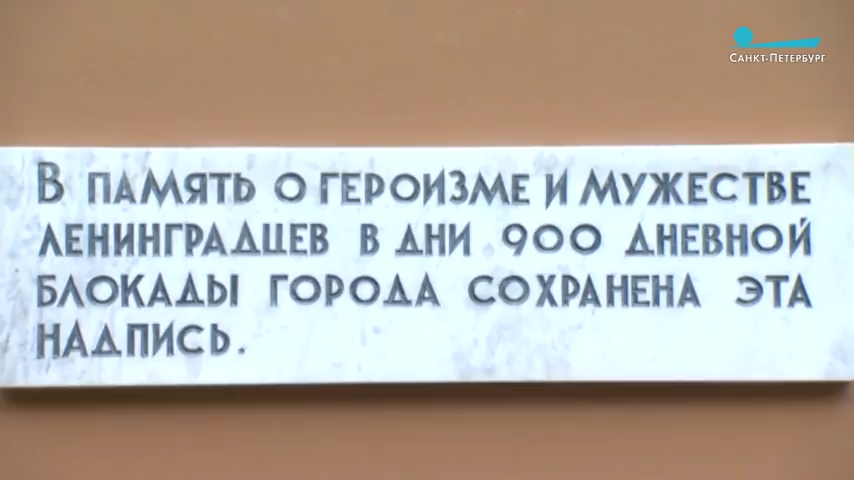 Санкт-Петербург
В ПАМЯТЬ О ГЕРОИЗМЕ И МУЖЕСТВЕ
ЛЕНИНГРАДЦЕВ В ДНИ 900 ДНЕВНОЙ
БЛОКАДЫ ГОРОДА СОХРАНЕНА ЭТА
НАДПИСЬ.